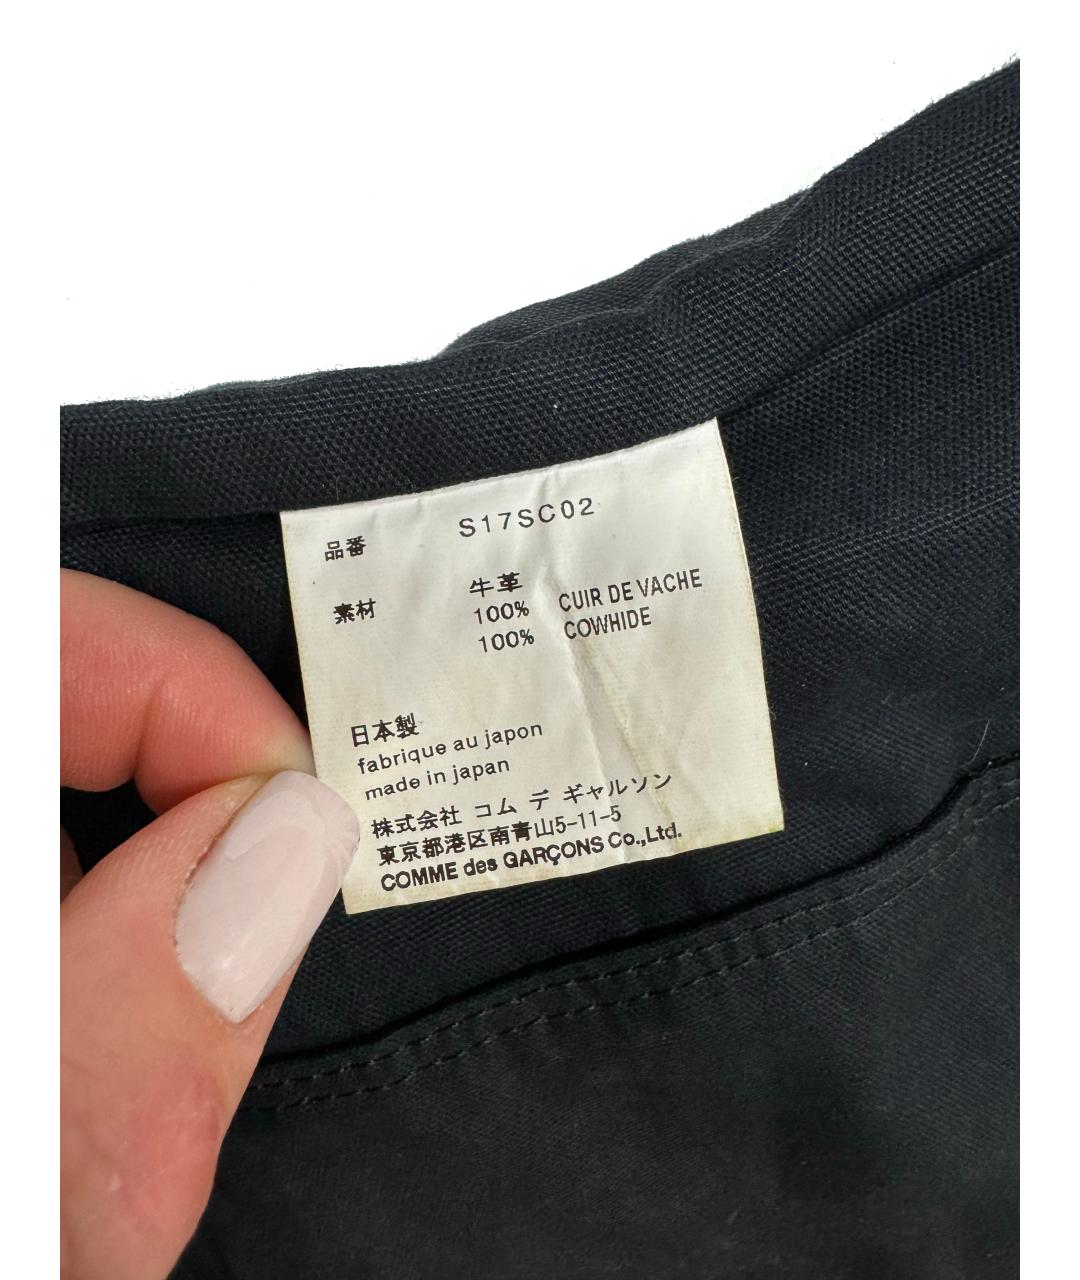 品番 S17SC02
素材 牛革
100% CUIR DE VACHE
100% COWHIDE
日本製
fabrique au japon
made in japan
株式会社 コム デ ギャルソン
東京都港区南青山5-11-5
COMME des GARÇONS Co.,Ltd.